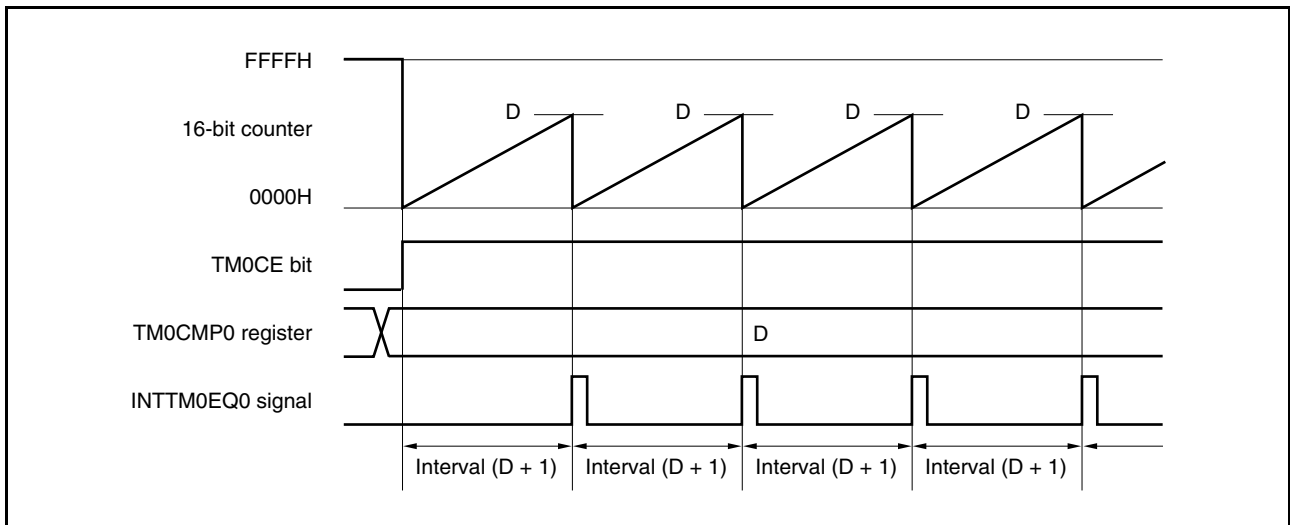 FFFFH
D D D D
16-bit counter
0000H
TM0CE bit
TM0CMP0 register D
INTTM0EQ0 signal
Interval (D + 1) Interval (D + 1) Interval (D + 1) Interval (D + 1)